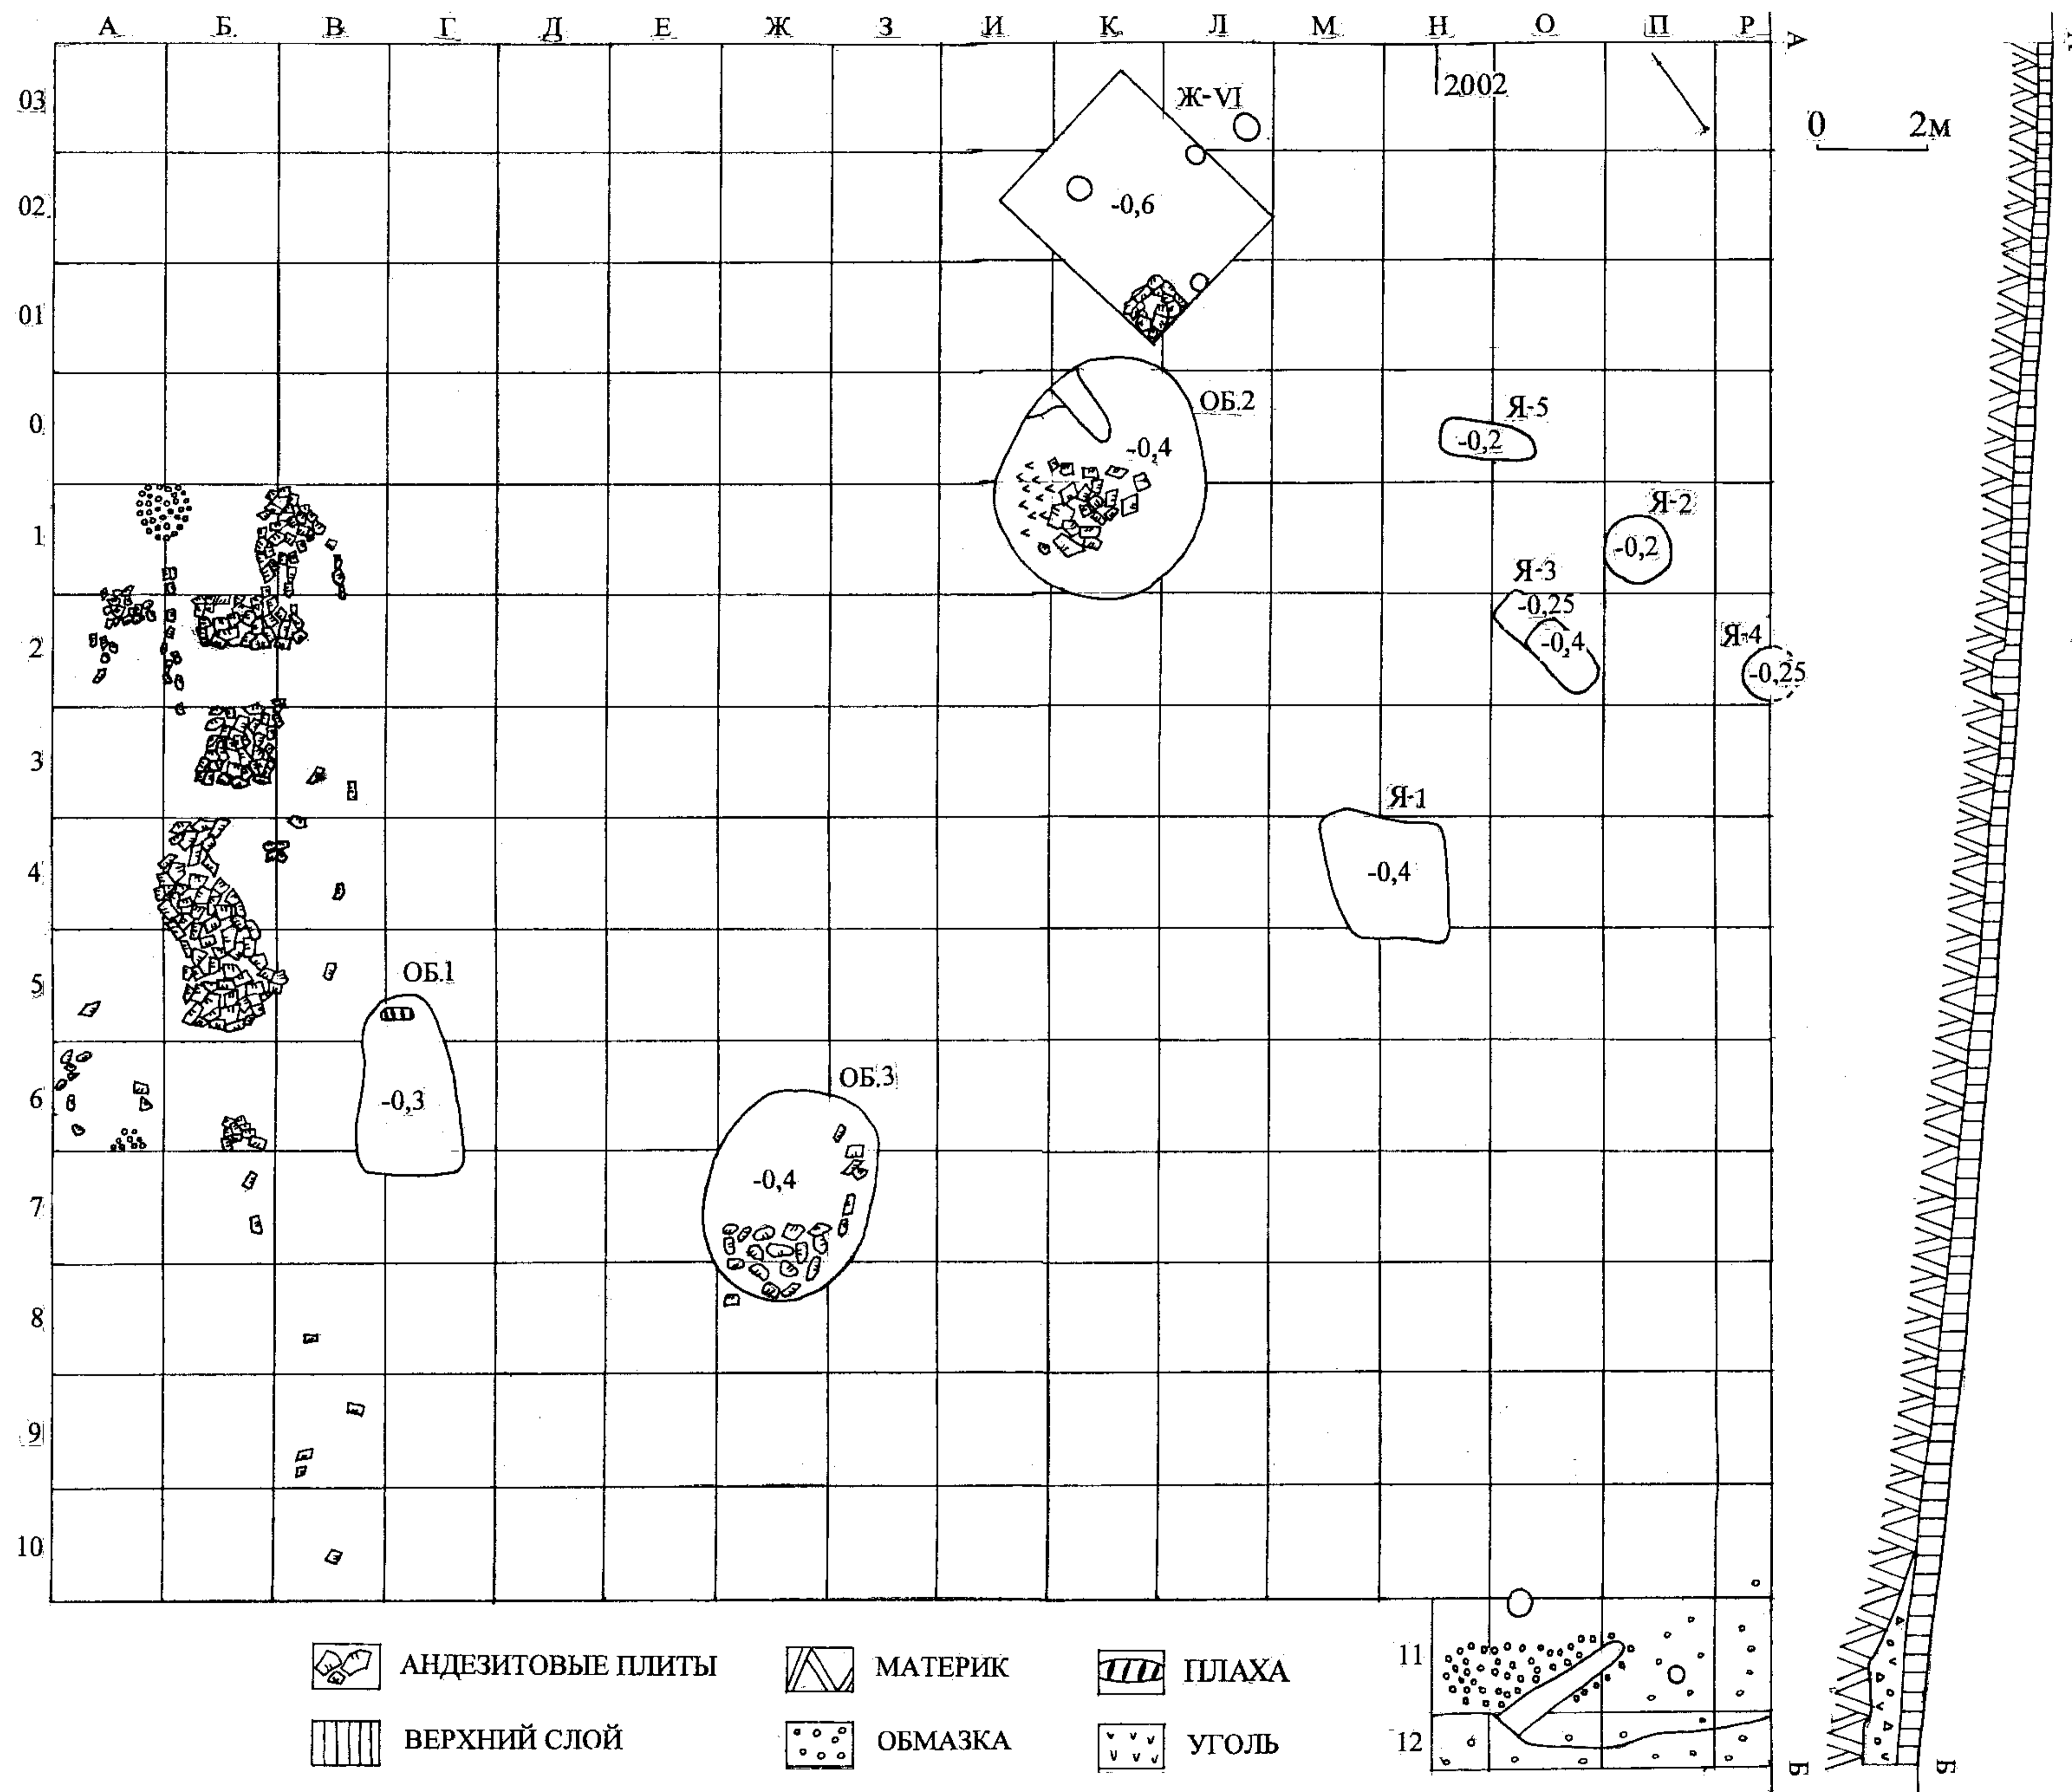 А Б В Г Д Е Ж З И К Л М Н О П Р
А
03
Ж-VI
2002
0 2м
02
-0,6
01
ОБ.2
0
-0,4
Я-5
-0,2
1
Я-2
-0,2
Я-3
-0,25
2
-0,4
Я-4
-0,25
3
Я-1
4
-0,4
5
ОБ.1
6
-0,3
ОБ.3
7
-0,4
8
9
10
11
12
АНДЕЗИТОВЫЕ ПЛИТЫ
МАТЕРИК
ПЛАХА
ВЕРХНИЙ СЛОЙ
ОБМАЗКА
УГОЛЬ
Б
Б